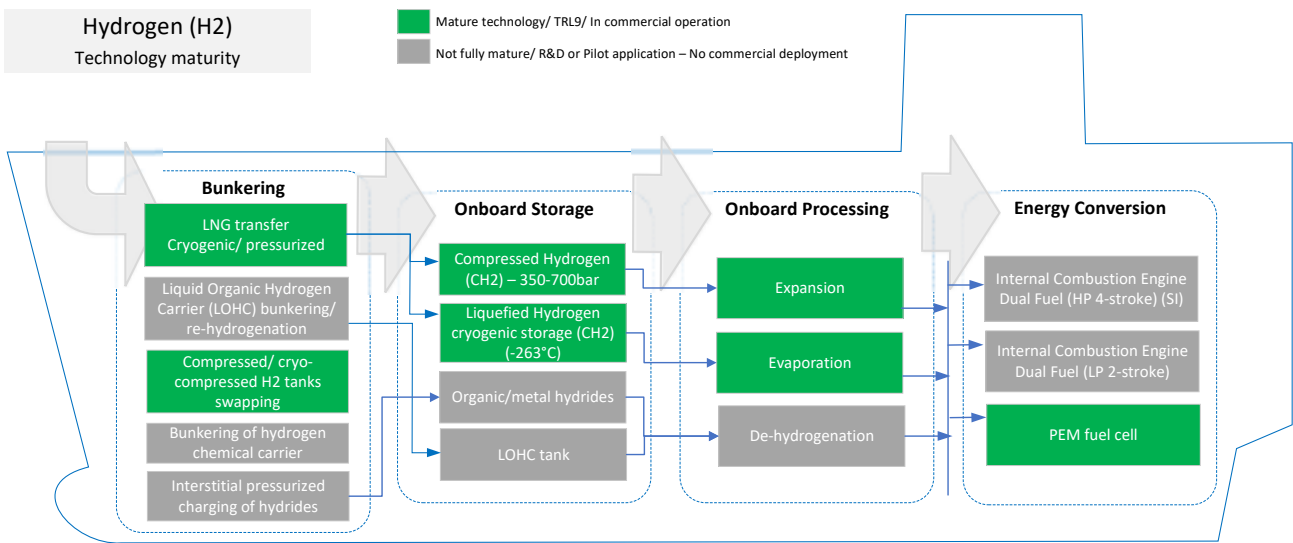 Hydrogen (H2)
Technology maturity
Mature technology/ TRL9/ In commercial operation
Not fully mature/ R&D or Pilot application – No commercial deployment
Bunkering
LNG transfer
Cryogenic/ pressurized
Liquid Organic Hydrogen
Carrier (LOHC) bunkering/
re-hydrogenation
Compressed/ cryo-
compressed H2 tanks
swapping
Bunkering of hydrogen
chemical carrier
Interstitial pressurized
charging of hydrides
Onboard Storage
Compressed Hydrogen
(CH2) – 350-700bar
Liquefied Hydrogen
cryogenic storage (CH2)
(-263°C)
Organic/metal hydrides
LOHC tank
Onboard Processing
Expansion
Evaporation
De-hydrogenation
Energy Conversion
Internal Combustion Engine
Dual Fuel (HP 4-stroke) (SI)
Internal Combustion Engine
Dual Fuel (LP 2-stroke)
PEM fuel cell